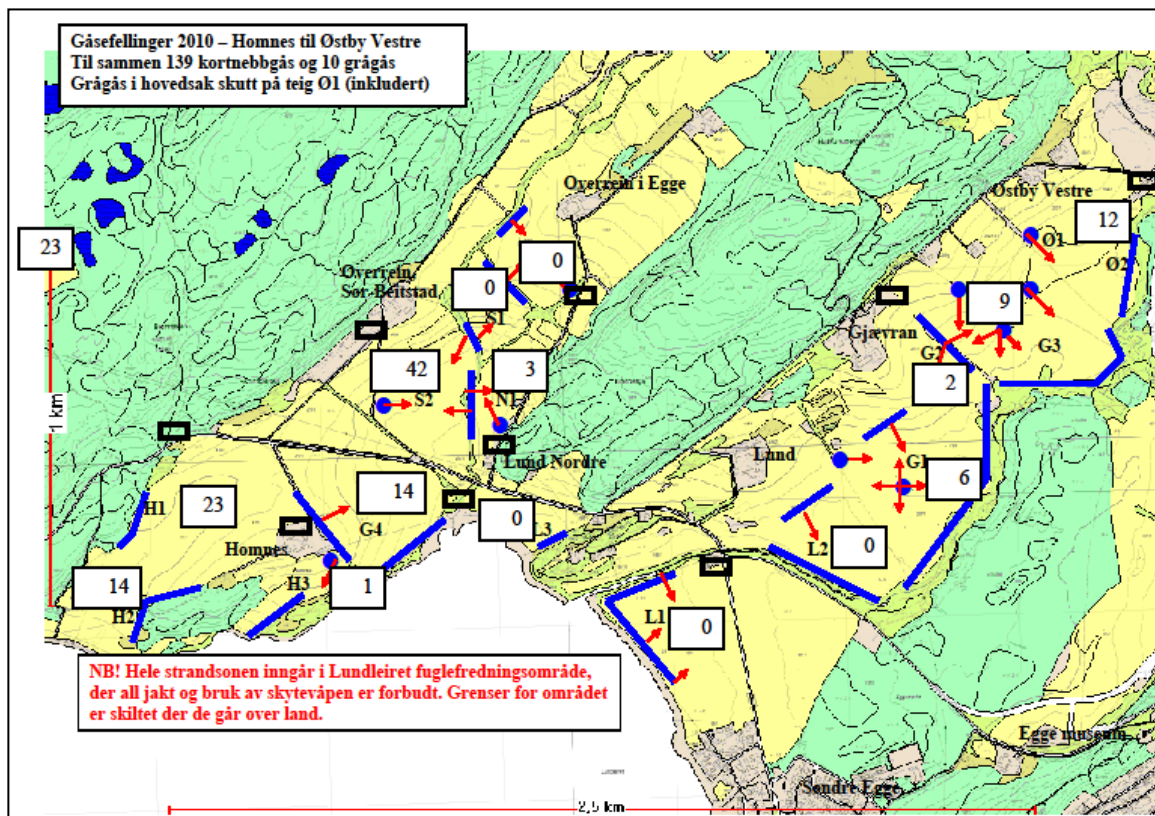 Gåsefellinger 2010 – Homnes til Østby Vestre
Til sammen 139 kortnebbgås og 10 grågås
Grågås i hovedsak skutt på teig Ø1 (inkludert)
Overrein i Egge
Østby Vestre
12
Ø1
Ø2
23
0
Overrein,
Sør-Beitstad
0
S1
9
Gjævran
G2
G3
42
3
2
S2
N1
Lund Nordre
Lund
G1
6
1 km
H1
23
14
G4
0
L3
Homnes
L2
0
14
H2
H3
1
L1
0
NB! Hele strandsonen inngår i Lundleiret fuglefredningsområde,
der all jakt og bruk av skytevåpen er forbudt. Grenser for området
er skiltet der de går over land.
Egge museum
Søndre Egge
2,5 km